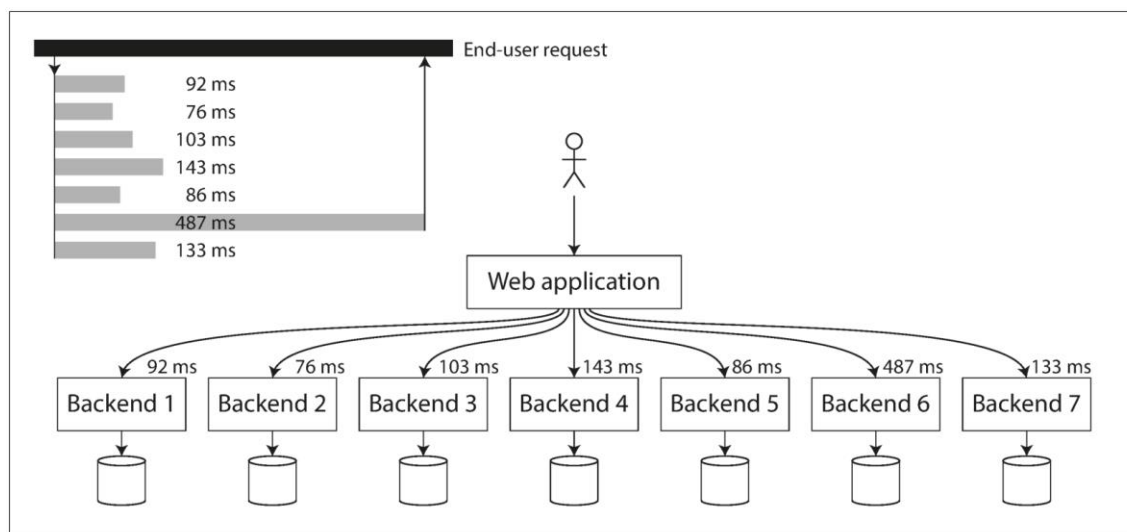 End-user request
92 ms
76 ms
103 ms
143 ms
86 ms
487 ms
133 ms
Web application
92 ms 76 ms 103 ms 143 ms 86 ms 487 ms 133 ms
Backend 1 Backend 2 Backend 3 Backend 4 Backend 5 Backend 6 Backend 7